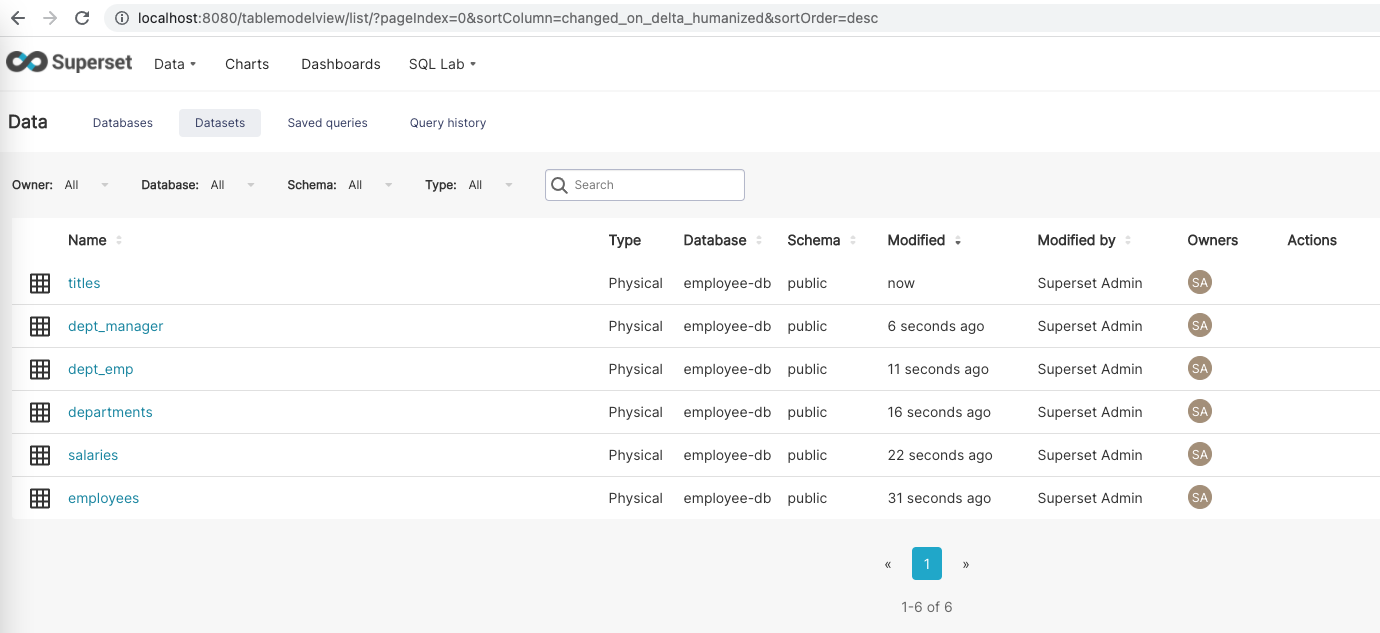 localhost:8080/tablemodelview/list/?pageIndex=0&sortColumn=changed_on_delta_humanized&sortOrder=desc
Superset Data Charts Dashboards SQL Lab
Data Databases Datasets Saved queries Query history
Owner: All Database: All Schema: All Type: All Search
Name Type Database Schema Modified Modified by Owners Actions
titles Physical employee-db public now Superset Admin SA
dept_manager Physical employee-db public 6 seconds ago Superset Admin SA
dept_emp Physical employee-db public 11 seconds ago Superset Admin SA
departments Physical employee-db public 16 seconds ago Superset Admin SA
salaries Physical employee-db public 22 seconds ago Superset Admin SA
employees Physical employee-db public 31 seconds ago Superset Admin SA
« 1 »
1-6 of 6